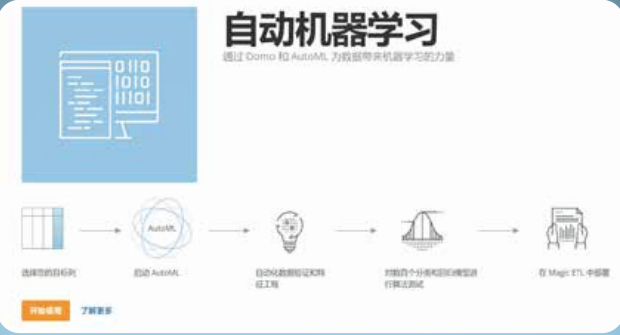 自动机器学习
通过 Domo 和 AutoML 为数据带来机器学习的力量
0110
1010
11101
AutoML
选择您的目标列
启动 AutoML
自动化数据验证和特
征工程
对数百个分类和回归模型进
行算法测试
在 Magic ETL 中部署
开始使用
了解更多